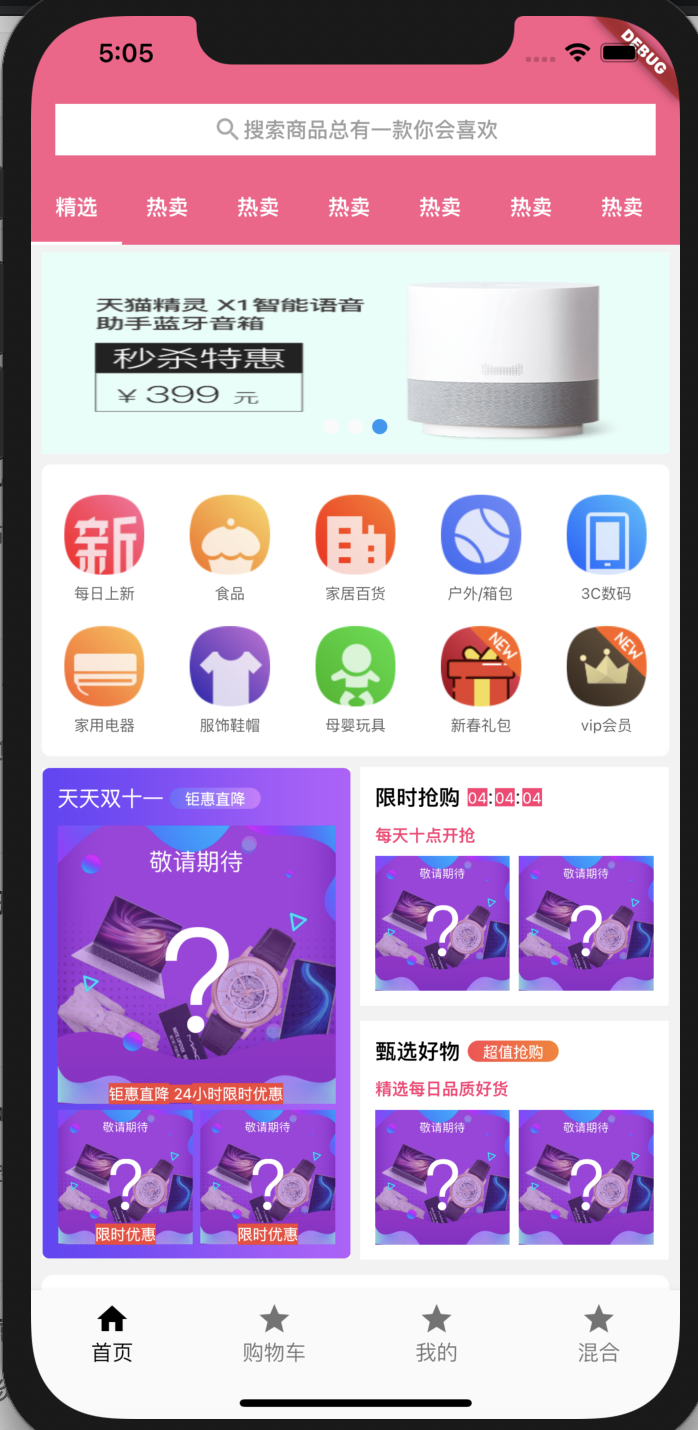 5:05
DEBUG
搜索商品总有一款你会喜欢
精选 热卖 热卖 热卖 热卖 热卖 热卖
天猫精灵 X1智能语音
助手蓝牙音箱
秒杀特惠
¥ 399 元
新
每日上新 食品 家居百货 户外/箱包 3C数码
NEW NEW
家用电器 服饰鞋帽 母婴玩具 新春礼包 vip会员
天天双十一 钜惠直降
敬请期待
?
钜惠直降 24小时限时优惠
敬请期待 敬请期待
? ?
限时优惠 限时优惠
限时抢购 04:04:04
每天十点开抢
敬请期待 敬请期待
? ?
甄选好物 超值抢购
精选每日品质好货
敬请期待 敬请期待
? ?
首页 购物车 我的 混合